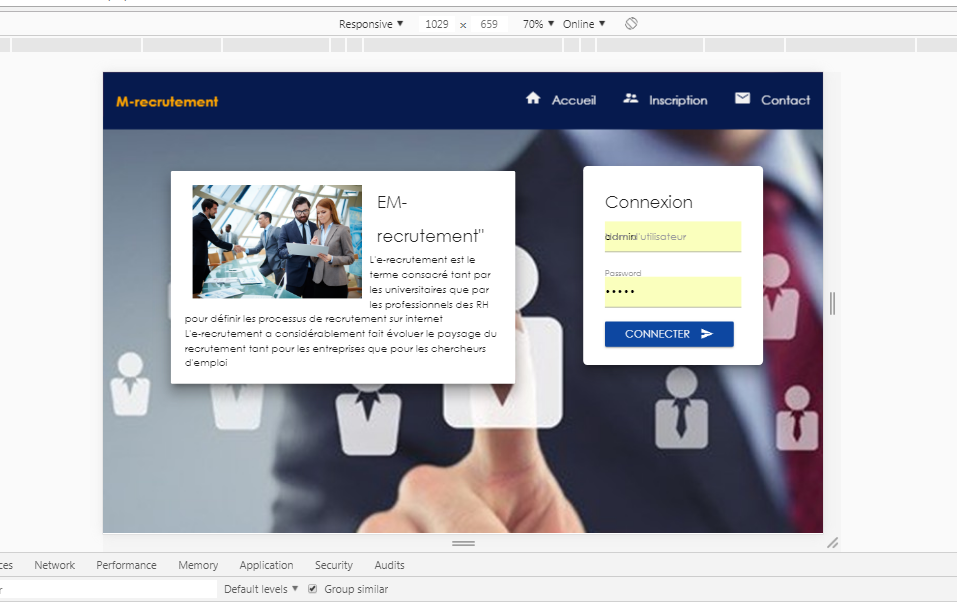 Responsive ▼ 1029 x 659 70% ▼ Online ▼
M-recrutement
Accueil Inscription Contact
EM-
recrutement"
L'e-recrutement est le
terme consacré tant par
les universitaires que par
les professionnels des RH
pour définir les processus de recrutement sur internet
L'e-recrutement a considérablement fait évoluer le paysage du
recrutement tant pour les entreprises que pour les chercheurs
d'emploi
Connexion
admin
d'utilisateur
Password
•••••
CONNECTER
Network Performance Memory Application Security Audits
Default levels ▼ Group similar